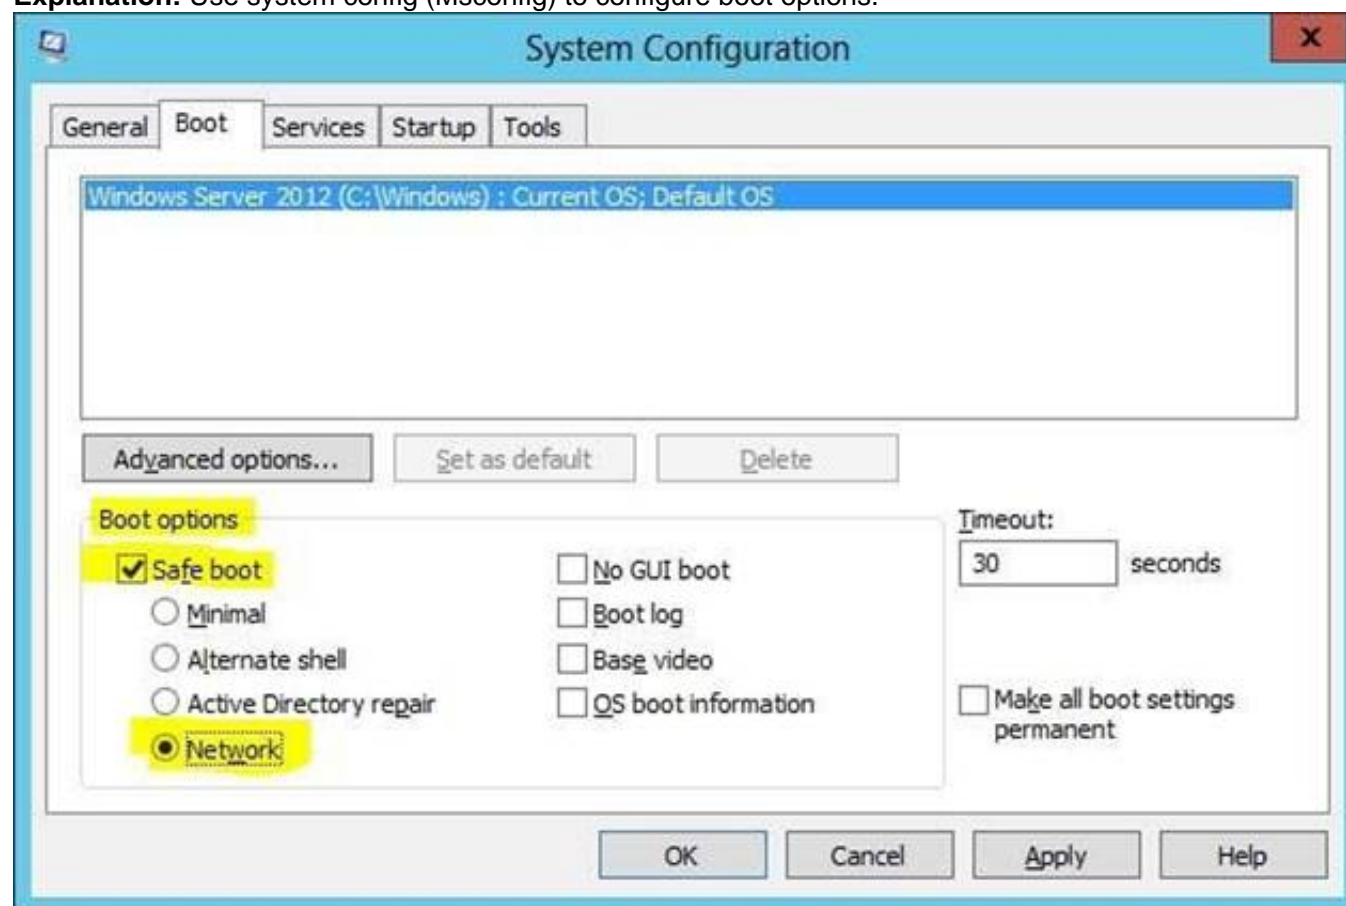 Explanation: Use system config (Msconfig) to configure boot options.
System Configuration
x
General Boot Services Startup Tools
Windows Server 2012 (C:\Windows) : Current OS; Default OS
Advanced options... Set as default Delete
Boot options
Timeout:
Safe boot No GUI boot 30 seconds
Minimal Boot log
Alternate shell Base video
Active Directory repair OS boot information Make all boot settings
permanent
Network
OK Cancel Apply Help